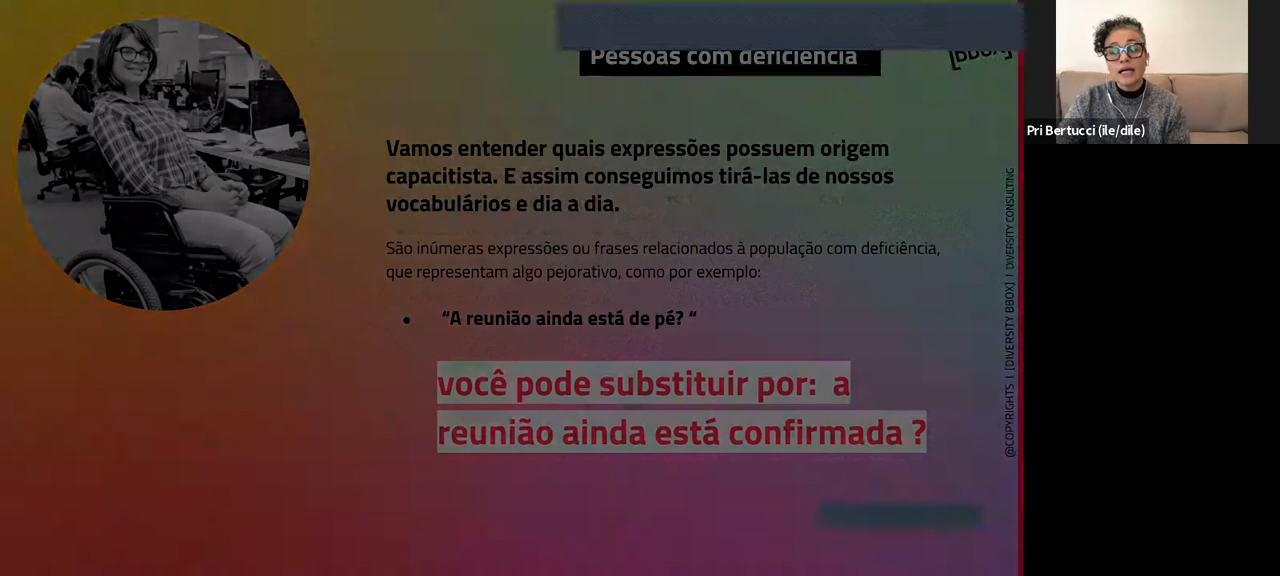 Pessoas com deficiência
[BBOX]
Pri Bertucci (ile/dile)
Vamos entender quais expressões possuem origem
capacitista. E assim conseguimos tirá-las de nossos
vocabulários e dia a dia.
São inúmeras expressões ou frases relacionados à população com deficiência,
que representam algo pejorativo, como por exemplo:
• “A reunião ainda está de pé? “
você pode substituir por: a
reunião ainda está confirmada ?
@COPYRIGHTS I [DIVERSITY BBOX] I DIVERSITY CONSULTING